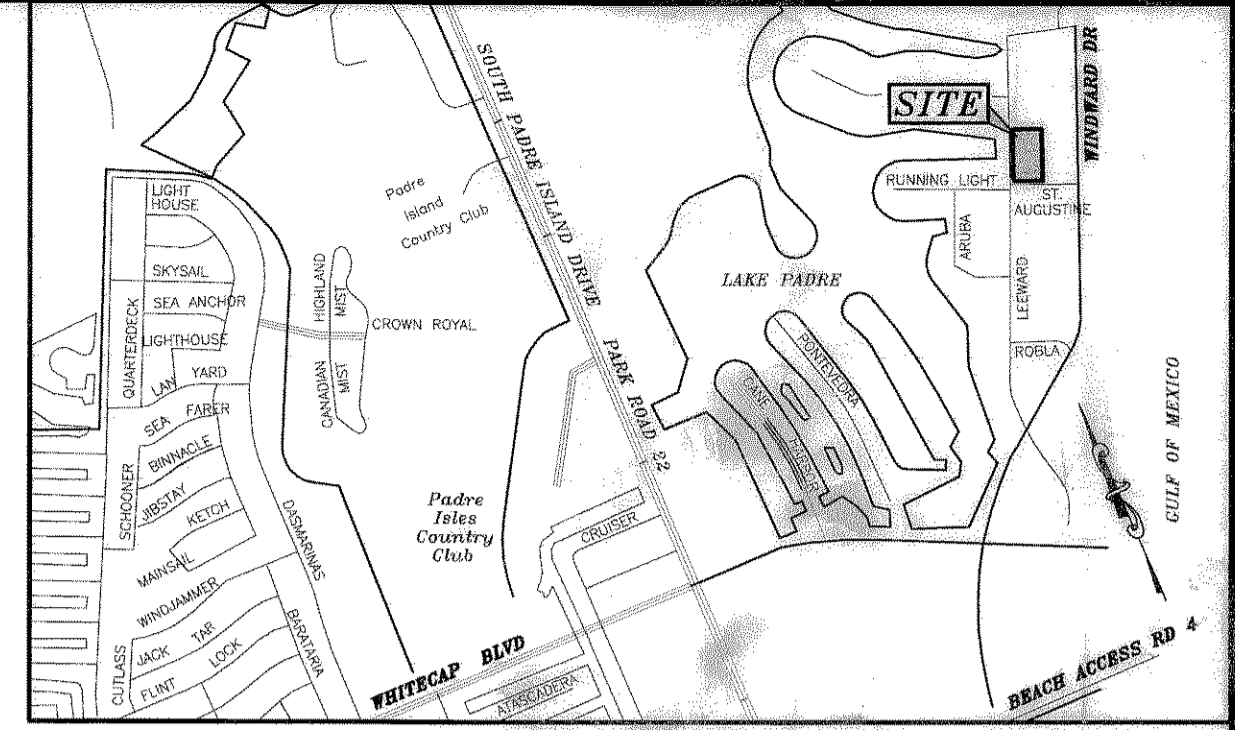 SOUTH PADRE ISLAND DRIVE
PARK ROAD 22
WINDWARD DR
SITE
RUNNING LIGHT
ST.
AUGUSTINE
ARUBA
LEEWARD
ROBLA
LAKE PADRE
PONTEVEDRA
CANE HARBOR
GULF OF MEXICO
BEACH ACCESS RD 4
LIGHT
HOUSE
SKYSAIL
SEA ANCHOR
LIGHTHOUSE
LAN YARD
QUARTERDECK
SEA FARER
BINNACLE
JIBSTAY
KETCH
SCHOONER
MAINSAIL
WINDJAMMER
JACK TAR
LOCK
FLINT
CUTLASS
DASMARINAS
BARATARIA
HIGHLAND
MIST
CANADIAN
MIST
CROWN ROYAL
Padre
Island
Country Club
Padre
Isles
Country
Club
CRUISER
WHITECAP BLVD
ATASCADERA